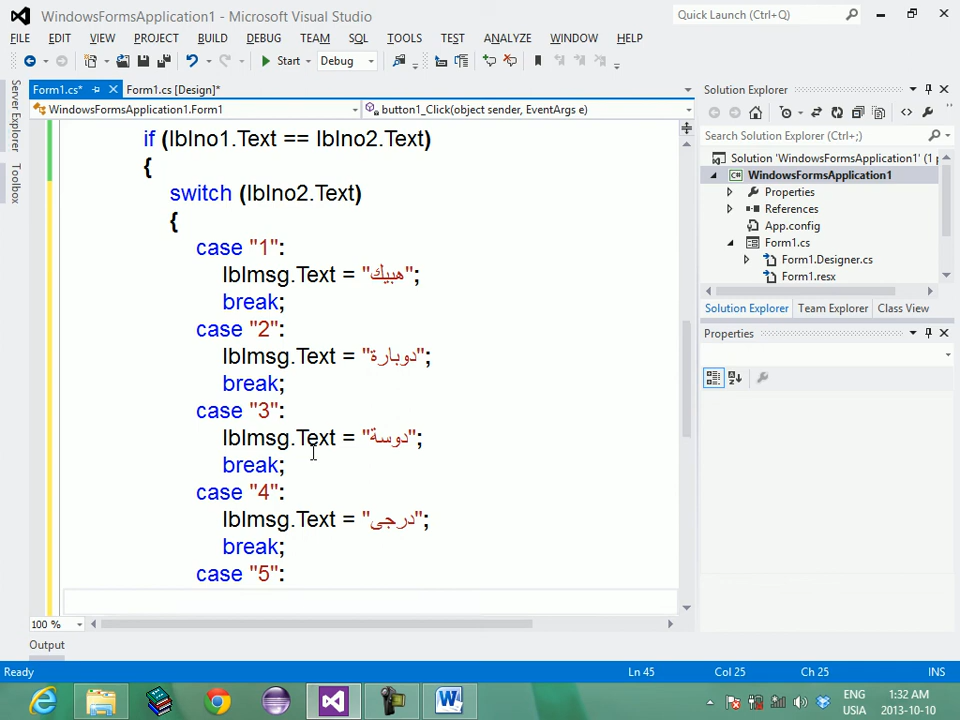 WindowsFormsApplication1 - Microsoft Visual Studio
Quick Launch (Ctrl+Q)
FILE EDIT VIEW PROJECT BUILD DEBUG TEAM SQL TOOLS TEST ANALYZE WINDOW HELP
Start Debug
Server Explorer
Toolbox
Form1.cs* Form1.cs [Design]*
WindowsFormsApplication1.Form1 button1_Click(object sender, EventArgs e)
if (lblno1.Text == lblno2.Text)
{
switch (lblno2.Text)
{
case "1":
lblmsg.Text = "هبيك";
break;
case "2":
lblmsg.Text = "دوبارة";
break;
case "3":
lblmsg.Text = "دوسة";
break;
case "4":
lblmsg.Text = "درجى";
break;
case "5":
100 %
Output
Solution Explorer
Search Solution Explorer (Ctrl+;)
Solution 'WindowsFormsApplication1' (1 p
WindowsFormsApplication1
Properties
References
App.config
Form1.cs
Form1.Designer.cs
Form1.resx
Solution Explorer Team Explorer Class View
Properties
Ready Ln 45 Col 25 Ch 25 INS
ENG
USIA
1:32 AM
2013-10-10